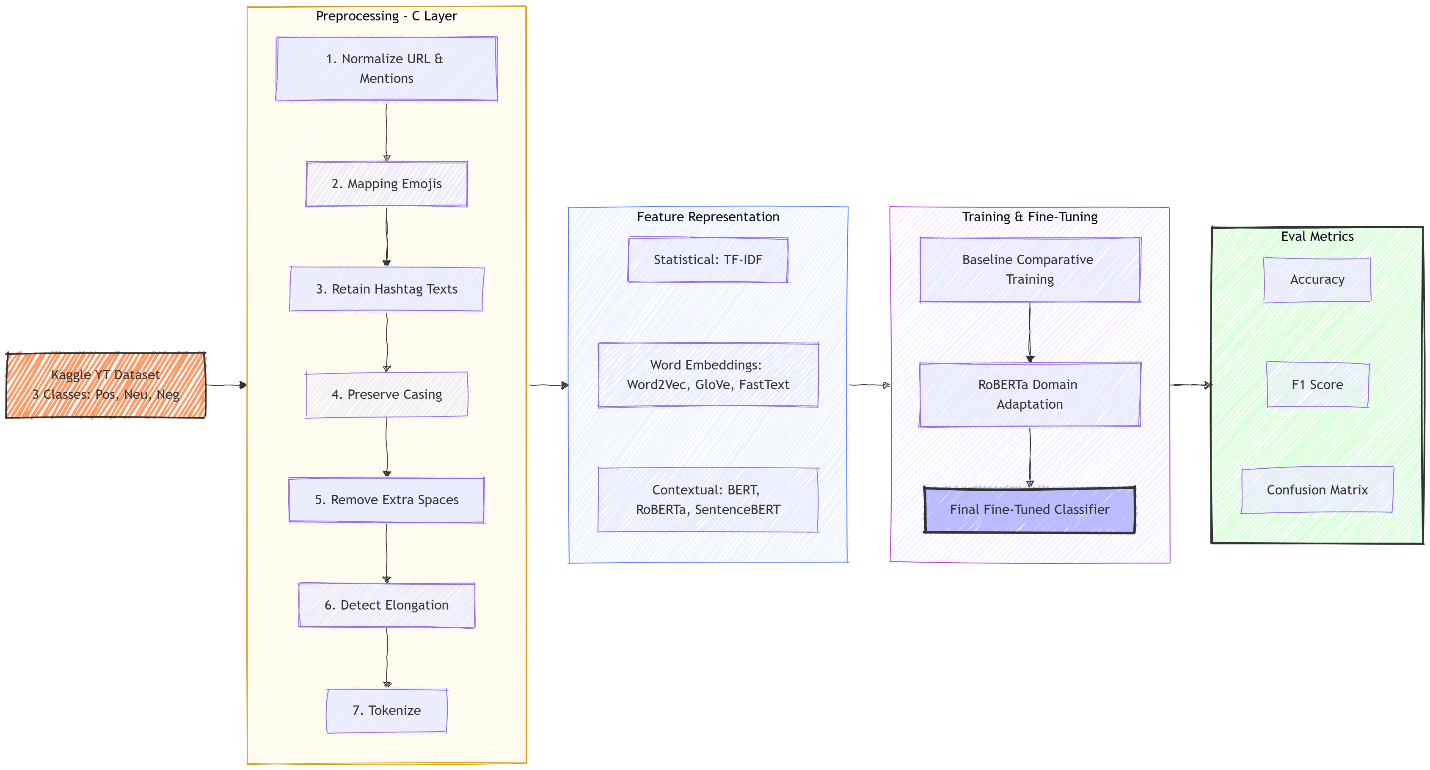 Kaggle YT Dataset
3 Classes: Pos, Neu, Neg
Preprocessing - C Layer
1. Normalize URL &
Mentions
2. Mapping Emojis
3. Retain Hashtag Texts
4. Preserve Casing
5. Remove Extra Spaces
6. Detect Elongation
7. Tokenize
Feature Representation
Statistical: TF-IDF
Word Embeddings:
Word2Vec, GloVe, FastText
Contextual: BERT,
RoBERTa, SentenceBERT
Training & Fine-Tuning
Baseline Comparative
Training
RoBERTa Domain
Adaptation
Final Fine-Tuned Classifier
Eval Metrics
Accuracy
F1 Score
Confusion Matrix